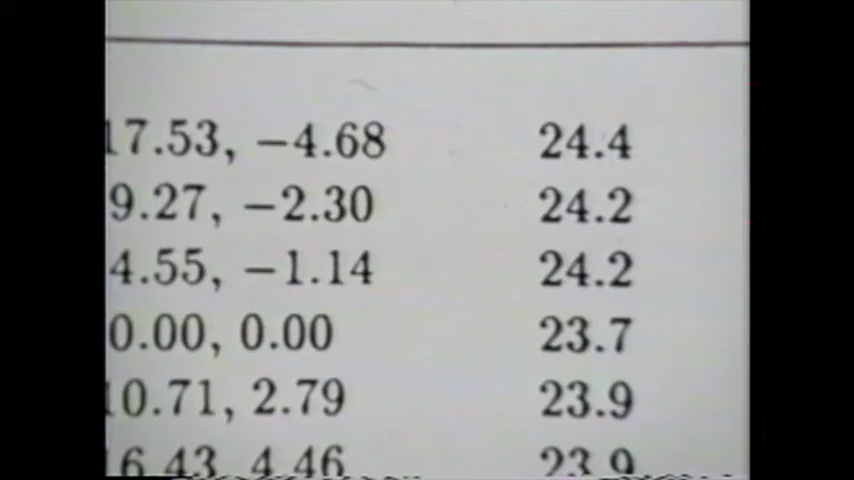 17.53, −4.68 24.4
9.27, −2.30 24.2
4.55, −1.14 24.2
0.00, 0.00 23.7
10.71, 2.79 23.9
16.43, 4.46 23.9